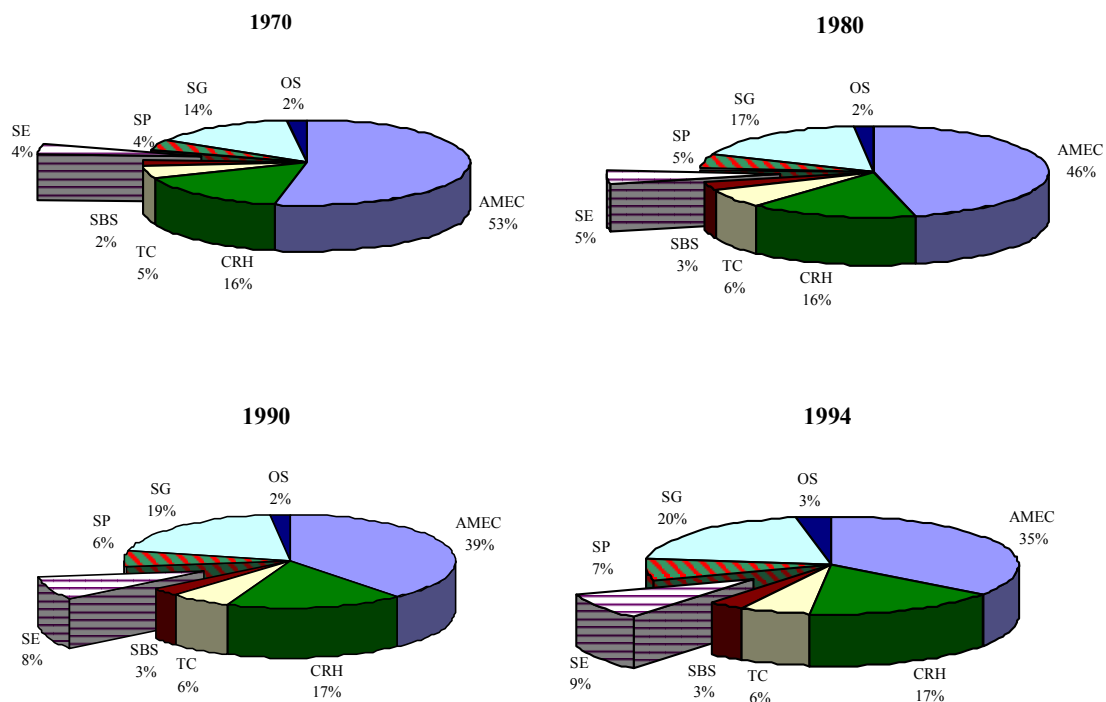 1970
OS
2%
SG
14%
SP
4%
SE
4%
AMEC
53%
SBS
2%
TC
5%
CRH
16%
1980
OS
2%
SG
17%
SP
5%
AMEC
46%
SE
5%
SBS
3%
TC
6%
CRH
16%
1990
OS
2%
SG
19%
SP
6%
AMEC
39%
SE
8%
SBS
3%
TC
6%
CRH
17%
1994
OS
3%
SG
20%
SP
7%
AMEC
35%
SE
9%
SBS
3%
TC
6%
CRH
17%